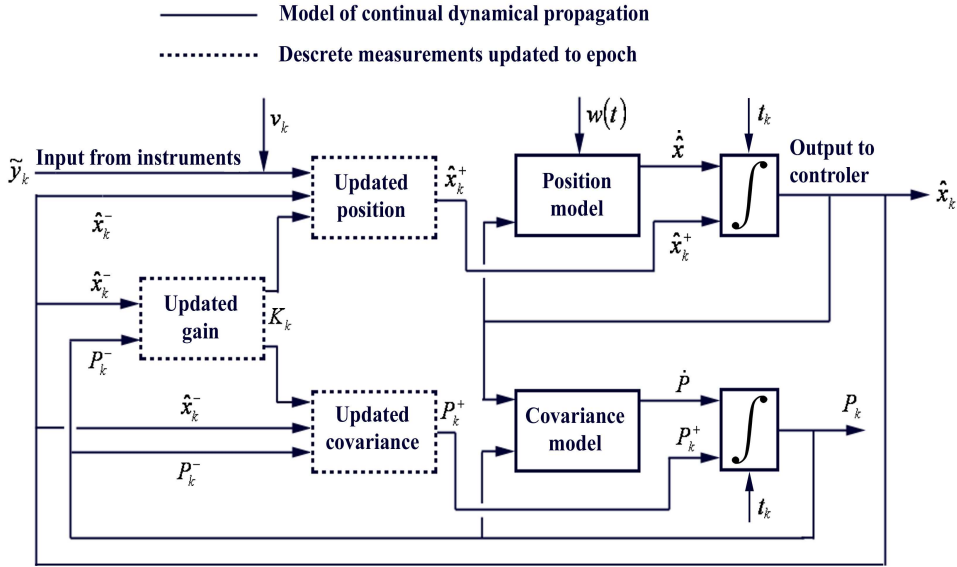 Model of continual dynamical propagation
Descrete measurements updated to epoch
v_k
w(t)
t_k
ỹ_k
Input from instruments
Updated
position
x̂_k^+
Position
model
x̂̇
∫
Output to
controler
x̂_k
x̂_k^-
x̂_k^+
x̂_k^-
Updated
gain
K_k
P_k^-
x̂_k^-
Updated
covariance
P_k^+
Covariance
model
Ṗ
P_k^+
∫
P_k
P_k^-
t_k